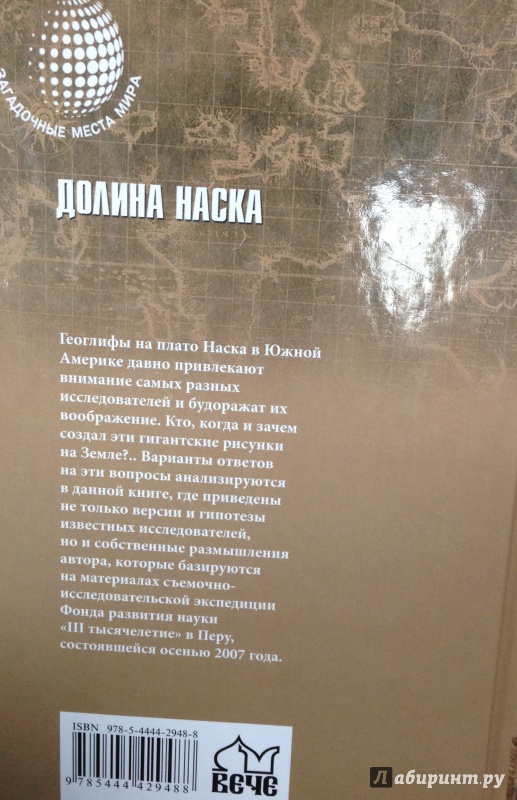 ЗАГАДОЧНЫЕ МЕСТА МИРА
ДОЛИНА НАСКА
Геоглифы на плато Наска в Южной
Америке давно привлекают
внимание самых разных
исследователей и будоражат их
воображение. Кто, когда и зачем
создал эти гигантские рисунки
на Земле?.. Варианты ответов
на эти вопросы анализируются
в данной книге, где приведены
не только версии и гипотезы
известных исследователей,
но и собственные размышления
автора, которые базируются
на материалах съемочно-
исследовательской экспедиции
Фонда развития науки
«III тысячелетие» в Перу,
состоявшейся осенью 2007 года.
ISBN 978-5-4444-2948-8
9 785444 429488
ВЕЧЕ
Лабиринт.ру